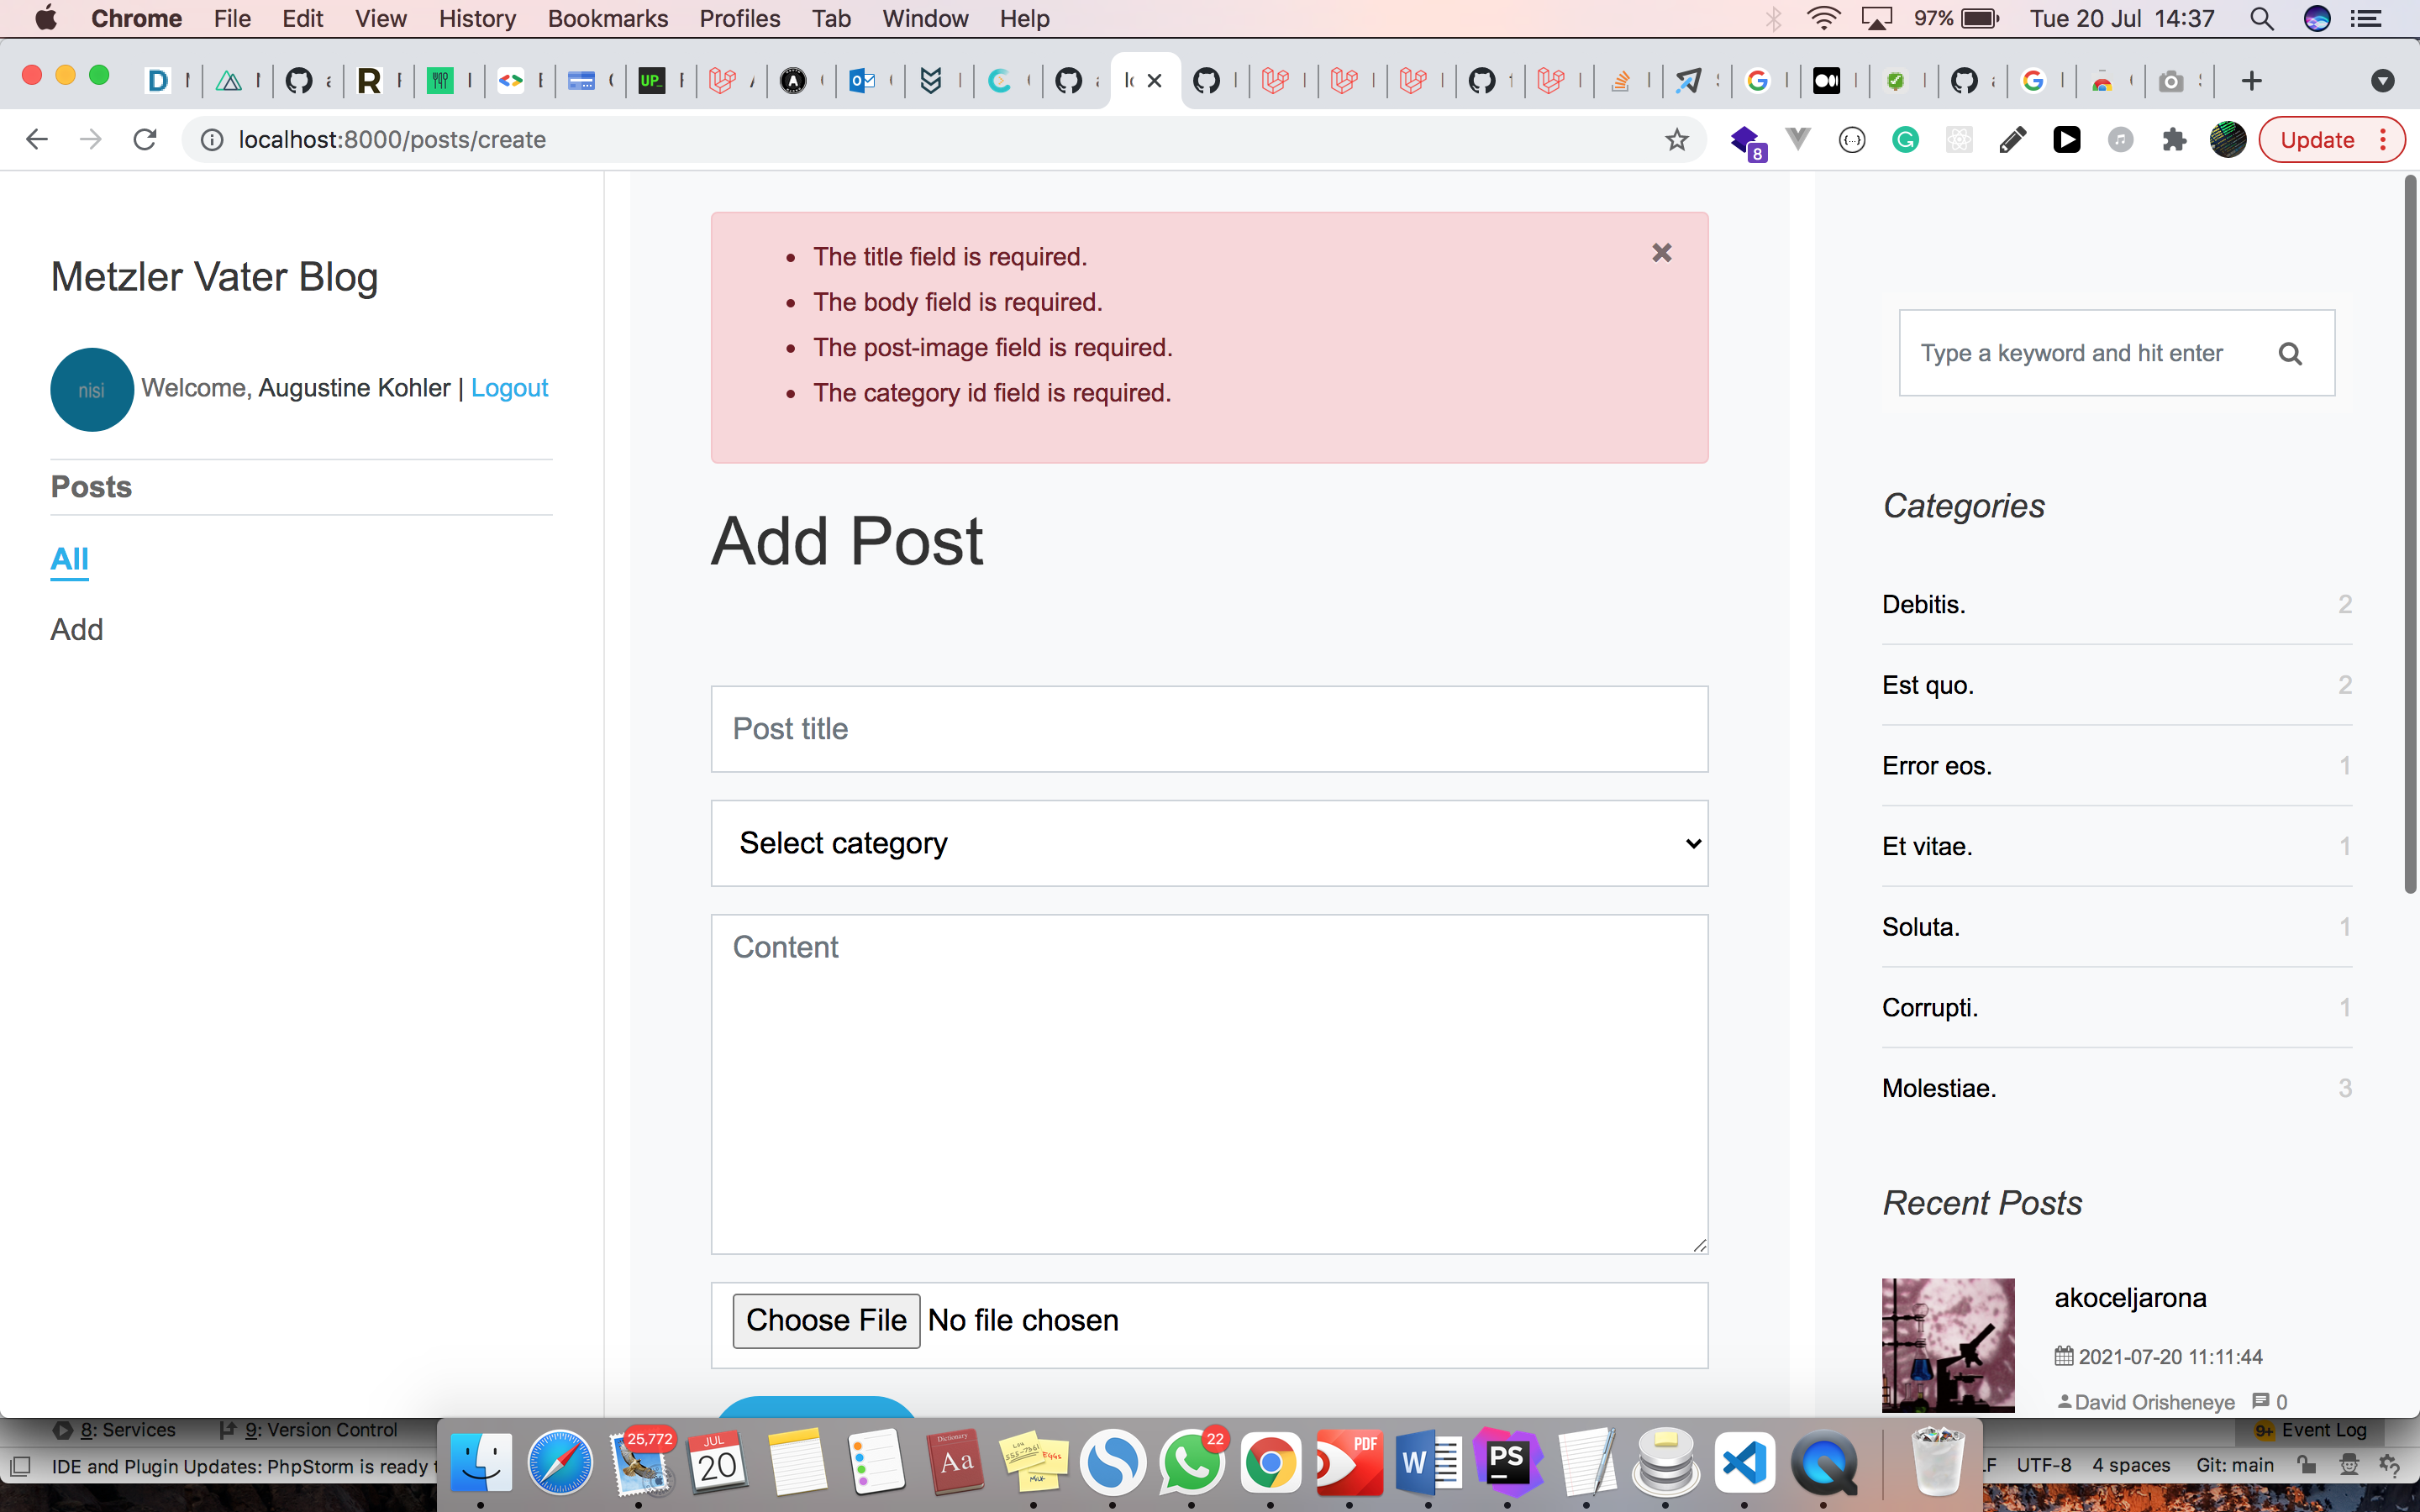 Chrome File Edit View History Bookmarks Profiles Tab Window Help 97% Tue 20 Jul 14:37
localhost:8000/posts/create
8
Update
Metzler Vater Blog
nisi
Welcome, Augustine Kohler | Logout
Posts
All
Add
The title field is required.
The body field is required.
The post-image field is required.
The category id field is required.
Add Post
Post title
Select category
Content
Choose File No file chosen
Type a keyword and hit enter
Categories
Debitis. 2
Est quo. 2
Error eos. 1
Et vitae. 1
Soluta. 1
Corrupti. 1
Molestiae. 3
Recent Posts
akoceljarona
2021-07-20 11:11:44
David Orisheneye 0
8: Services 9: Version Control
9+ Event Log
IDE and Plugin Updates: PhpStorm is ready
UTF-8 4 spaces Git: main
25,772
JUL
20
Dictionary
Aa
22
PDF
W
PS